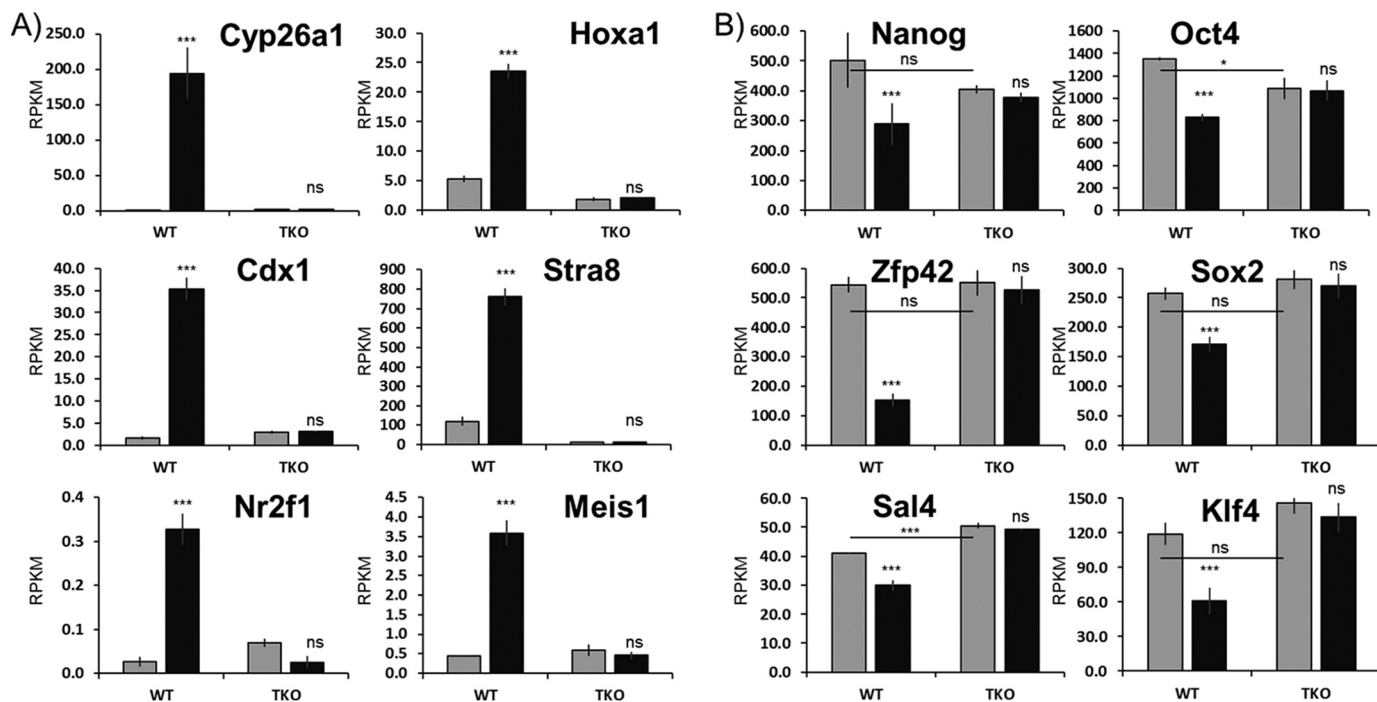 A)
Cyp26a1
RPKM
250.0
200.0
150.0
100.0
50.0
0.0
***
ns
WT
TKO
Hoxa1
RPKM
30.0
25.0
20.0
15.0
10.0
5.0
0.0
***
ns
WT
TKO
Cdx1
RPKM
40.0
35.0
30.0
25.0
20.0
15.0
10.0
5.0
0.0
***
ns
WT
TKO
Stra8
RPKM
900
800
700
600
500
400
300
200
100
0
***
ns
WT
TKO
Nr2f1
RPKM
0.4
0.3
0.2
0.1
0.0
***
ns
WT
TKO
Meis1
RPKM
4.5
4.0
3.5
3.0
2.5
2.0
1.5
1.0
0.5
0.0
***
ns
WT
TKO
B)
Nanog
RPKM
600.0
500.0
400.0
300.0
200.0
100.0
0.0
ns
***
ns
WT
TKO
Oct4
RPKM
1600
1400
1200
1000
800
600
400
200
0
*
***
ns
WT
TKO
Zfp42
RPKM
600.0
500.0
400.0
300.0
200.0
100.0
0.0
ns
***
ns
WT
TKO
Sox2
RPKM
300.0
250.0
200.0
150.0
100.0
50.0
0.0
ns
***
ns
WT
TKO
Sal4
RPKM
60.0
50.0
40.0
30.0
20.0
10.0
0.0
***
***
ns
WT
TKO
Klf4
RPKM
150.0
120.0
90.0
60.0
30.0
0.0
ns
***
ns
WT
TKO